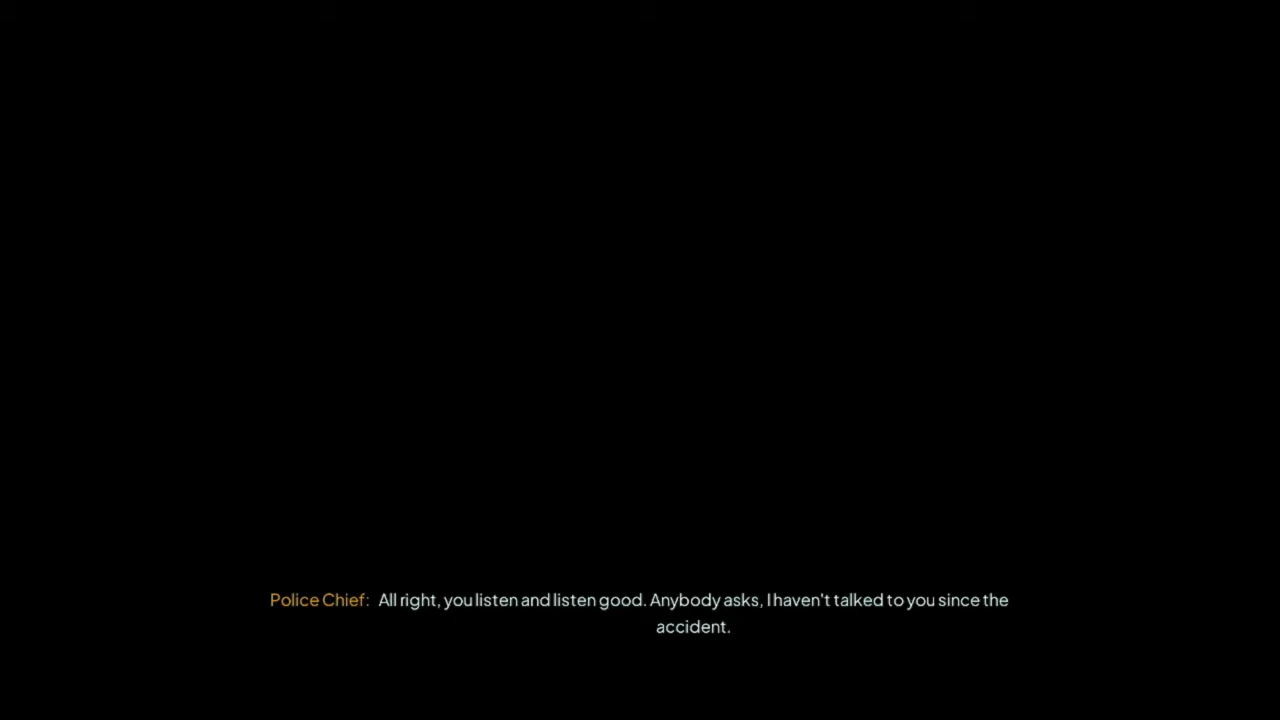 Police Chief: All right, you listen and listen good. Anybody asks, I haven't talked to you since the
accident.